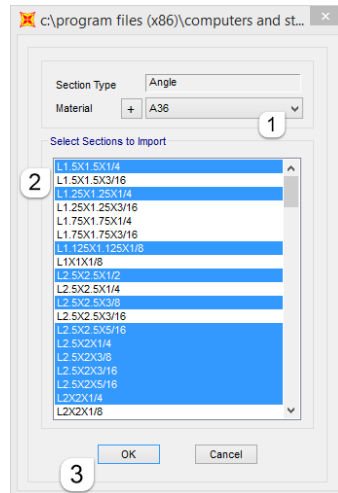 c:\program files (x86)\computers and st...
Section Type Angle
Material + A36
1
Select Sections to Import
2
L1.5X1.5X1/4
L1.5X1.5X3/16
L1.25X1.25X1/4
L1.25X1.25X3/16
L1.75X1.75X1/4
L1.75X1.75X3/16
L1.125X1.125X1/8
L1X1X1/8
L2.5X2.5X1/2
L2.5X2.5X1/4
L2.5X2.5X3/8
L2.5X2.5X3/16
L2.5X2.5X5/16
L2.5X2X1/4
L2.5X2X3/8
L2.5X2X3/16
L2.5X2X5/16
L2X2X1/4
L2X2X1/8
OK Cancel
3